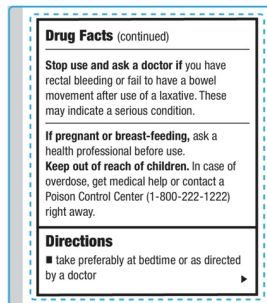 Drug Facts (continued)
Stop use and ask a doctor if you have
rectal bleeding or fail to have a bowel
movement after use of a laxative. These
may indicate a serious condition.
If pregnant or breast-feeding, ask a
health professional before use.
Keep out of reach of children. In case of
overdose, get medical help or contact a
Poison Control Center (1-800-222-1222)
right away.
Directions
■ take preferably at bedtime or as directed
by a doctor